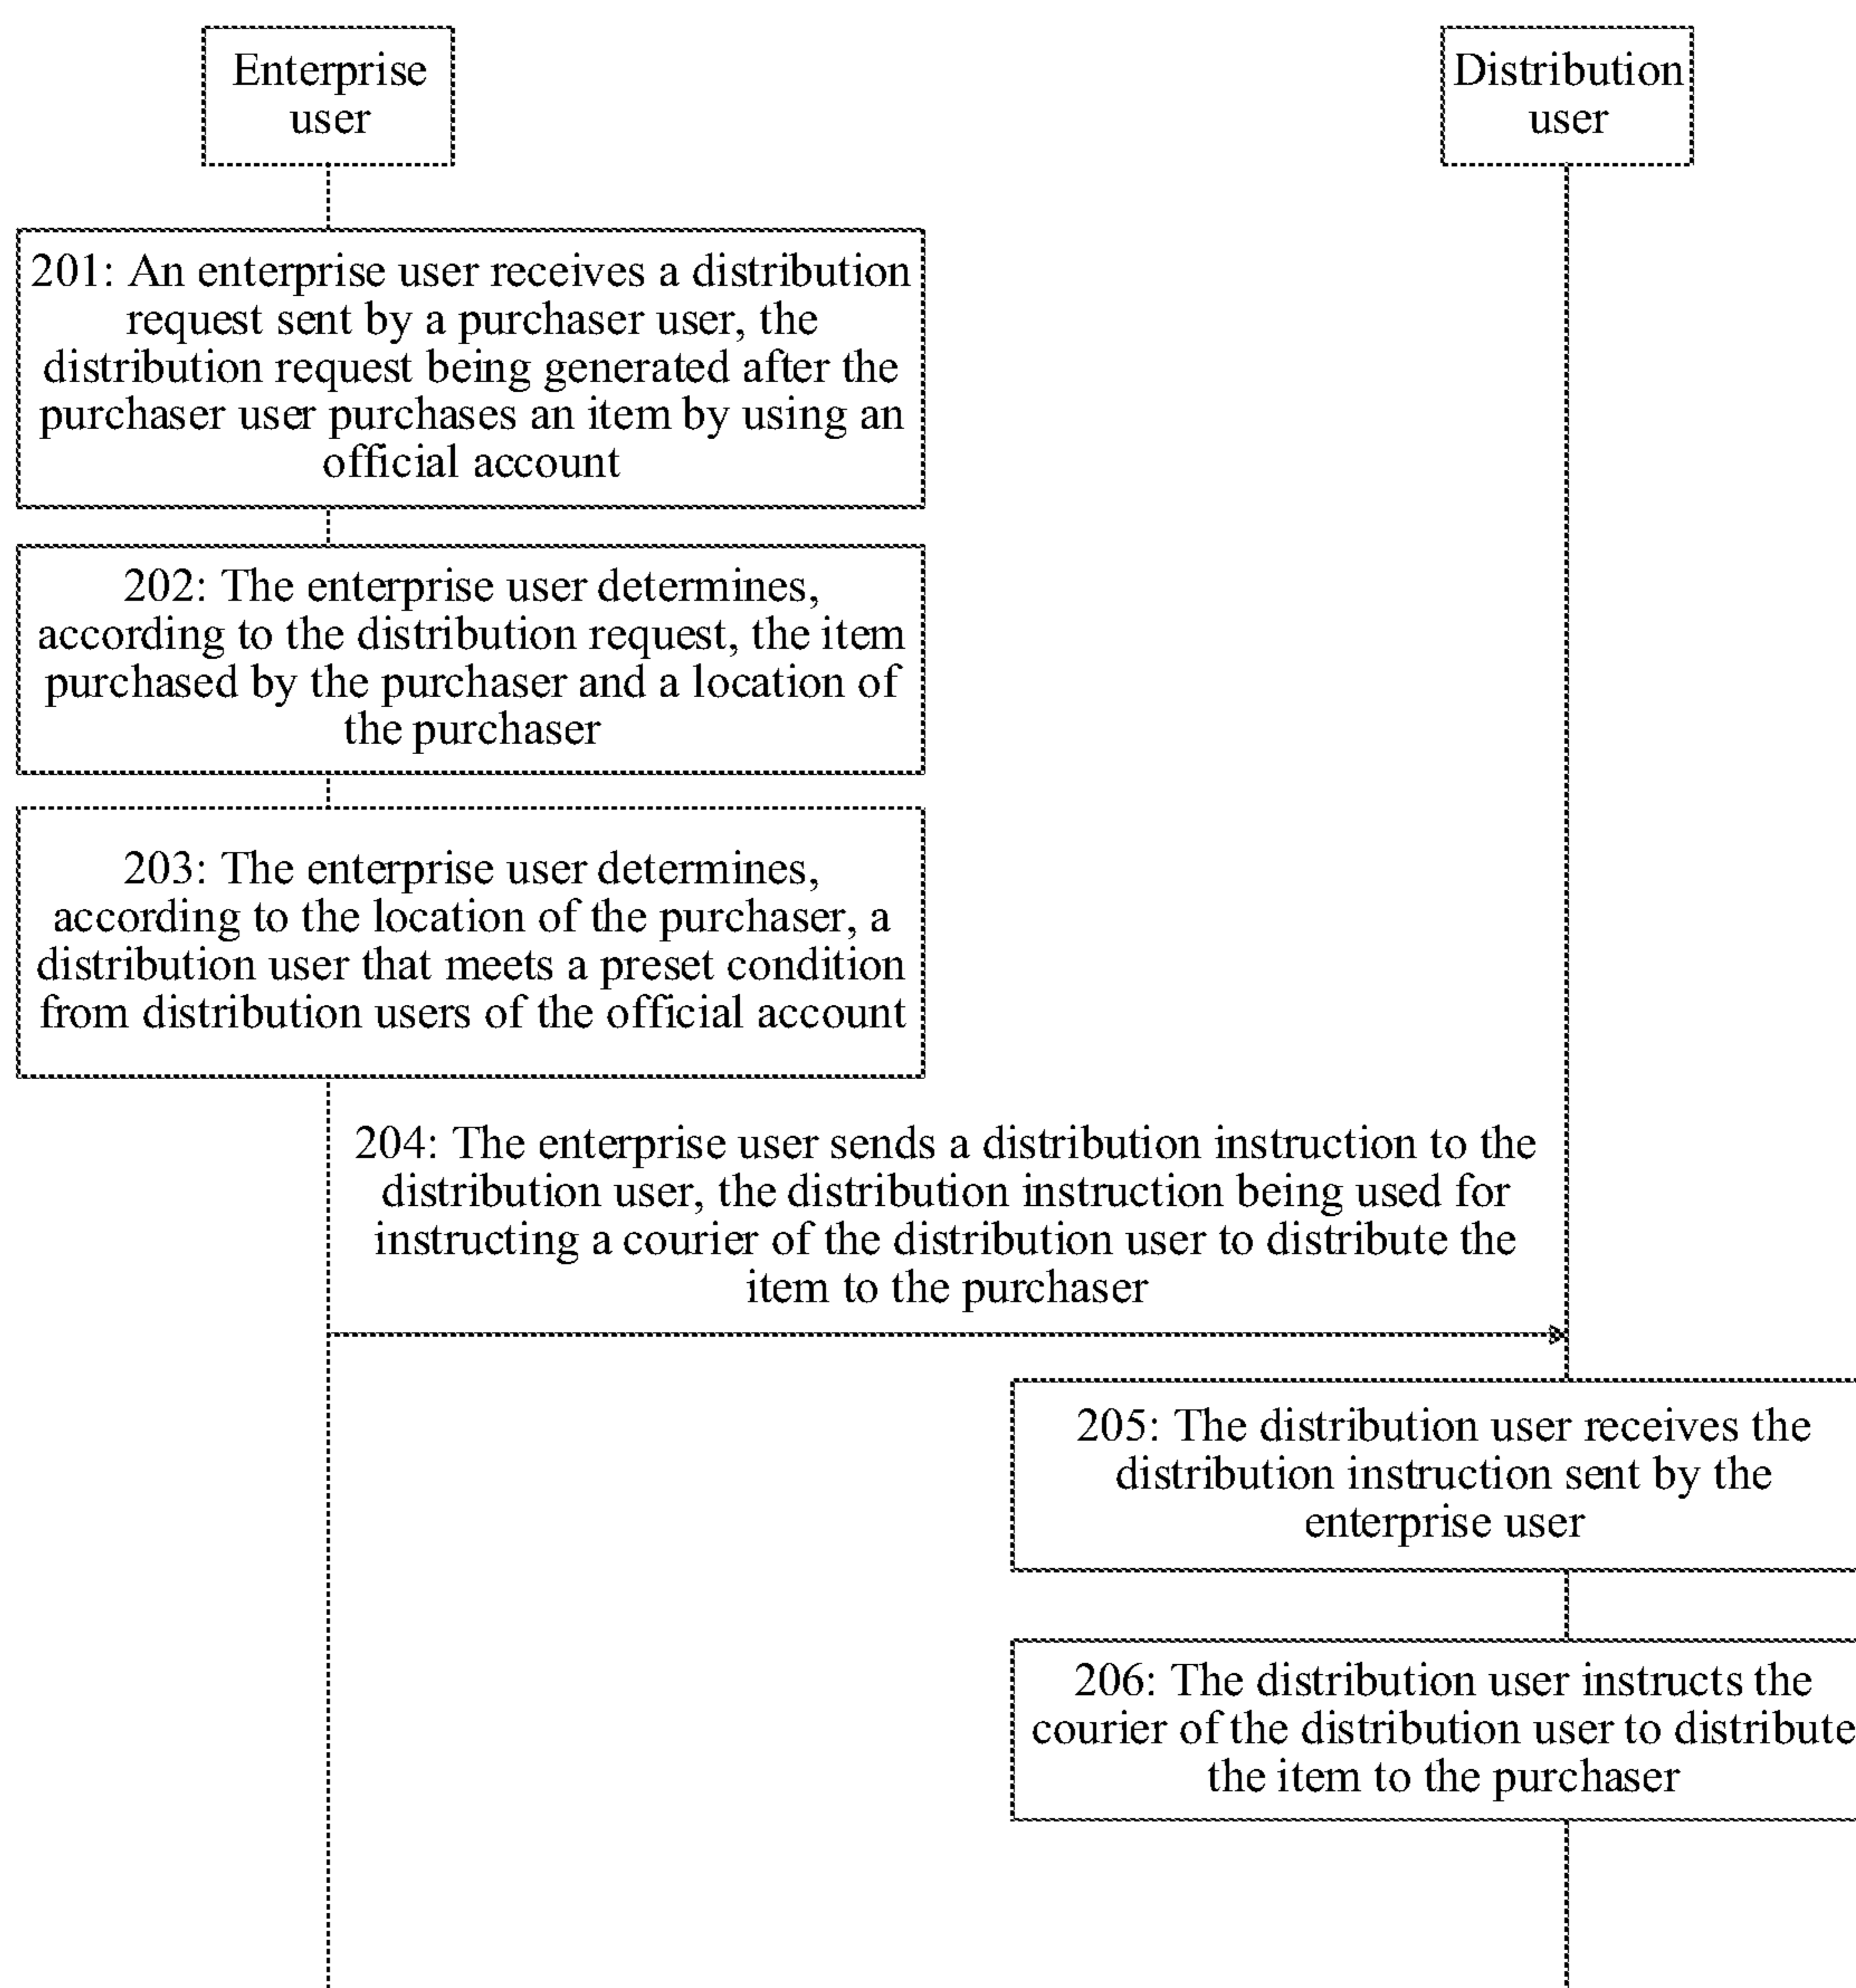 Enterprise
user
Distribution
user
201: An enterprise user receives a distribution
request sent by a purchaser user, the
distribution request being generated after the
purchaser user purchases an item by using an
official account
202: The enterprise user determines,
according to the distribution request, the item
purchased by the purchaser and a location of
the purchaser
203: The enterprise user determines,
according to the location of the purchaser, a
distribution user that meets a preset condition
from distribution users of the official account
204: The enterprise user sends a distribution instruction to the
distribution user, the distribution instruction being used for
instructing a courier of the distribution user to distribute the
item to the purchaser
205: The distribution user receives the
distribution instruction sent by the
enterprise user
206: The distribution user instructs the
courier of the distribution user to distribute
the item to the purchaser